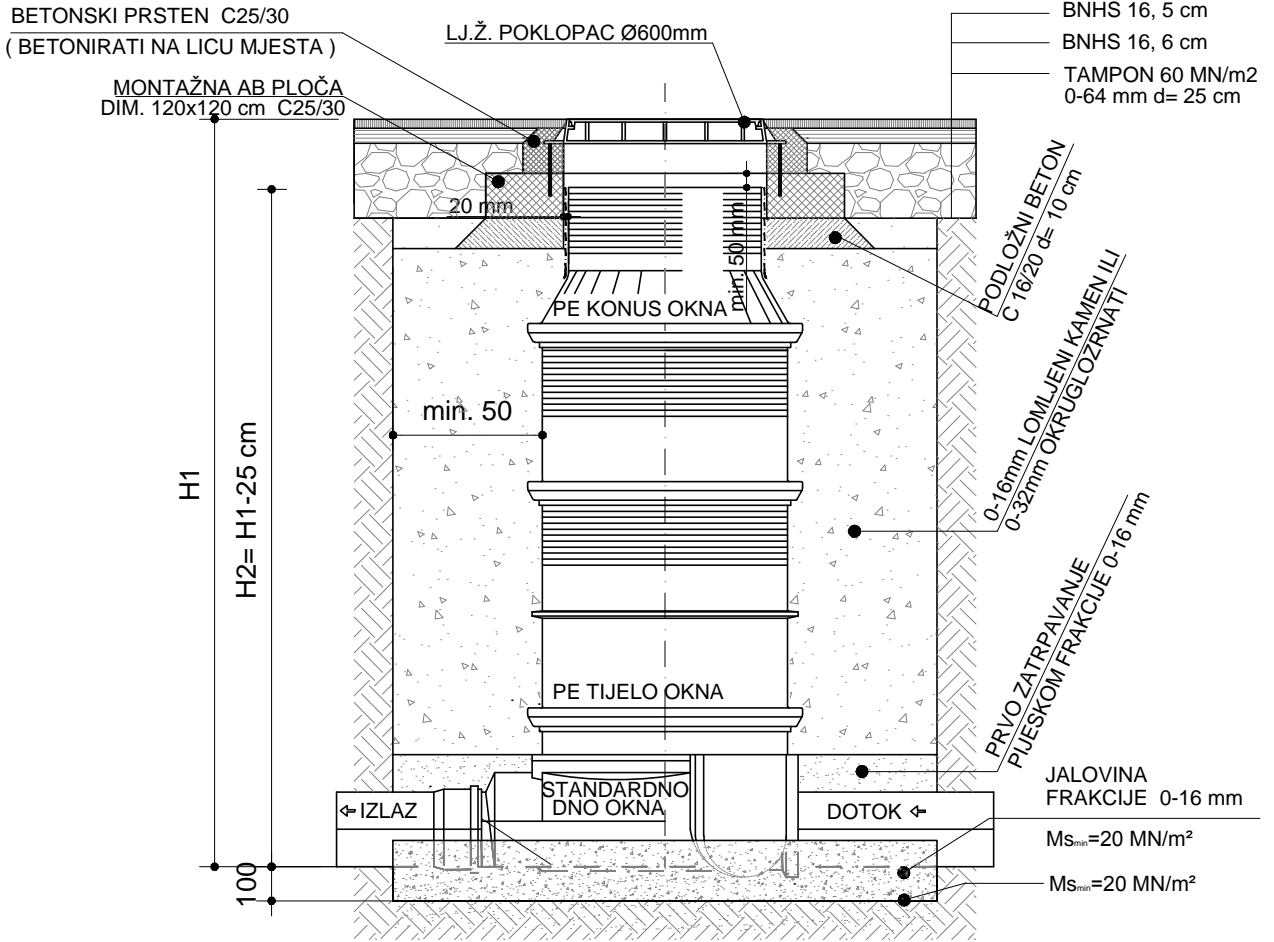 BETONSKI PRSTEN C25/30
( BETONIRATI NA LICU MJESTA )
LJ.Ž. POKLOPAC Ø600mm
BNHS 16, 5 cm
BNHS 16, 6 cm
TAMPON 60 MN/m2
0-64 mm d= 25 cm
MONTAŽNA AB PLOČA
DIM. 120x120 cm C25/30
20 mm
min. 50 mm
PODLOŽNI BETON
C 16/20 d= 10 cm
PE KONUS OKNA
min. 50
H1
H2= H1-25 cm
0-16mm LOMLJENI KAMEN ILI
0-32mm OKRUGLOZRNATI
PE TIJELO OKNA
PRVO ZATRPAVANJE
PIJESKOM FRAKCIJE 0-16 mm
STANDARDNO
DNO OKNA
IZLAZ
DOTOK
JALOVINA
FRAKCIJE 0-16 mm
Msmin=20 MN/m²
Msmin=20 MN/m²
100